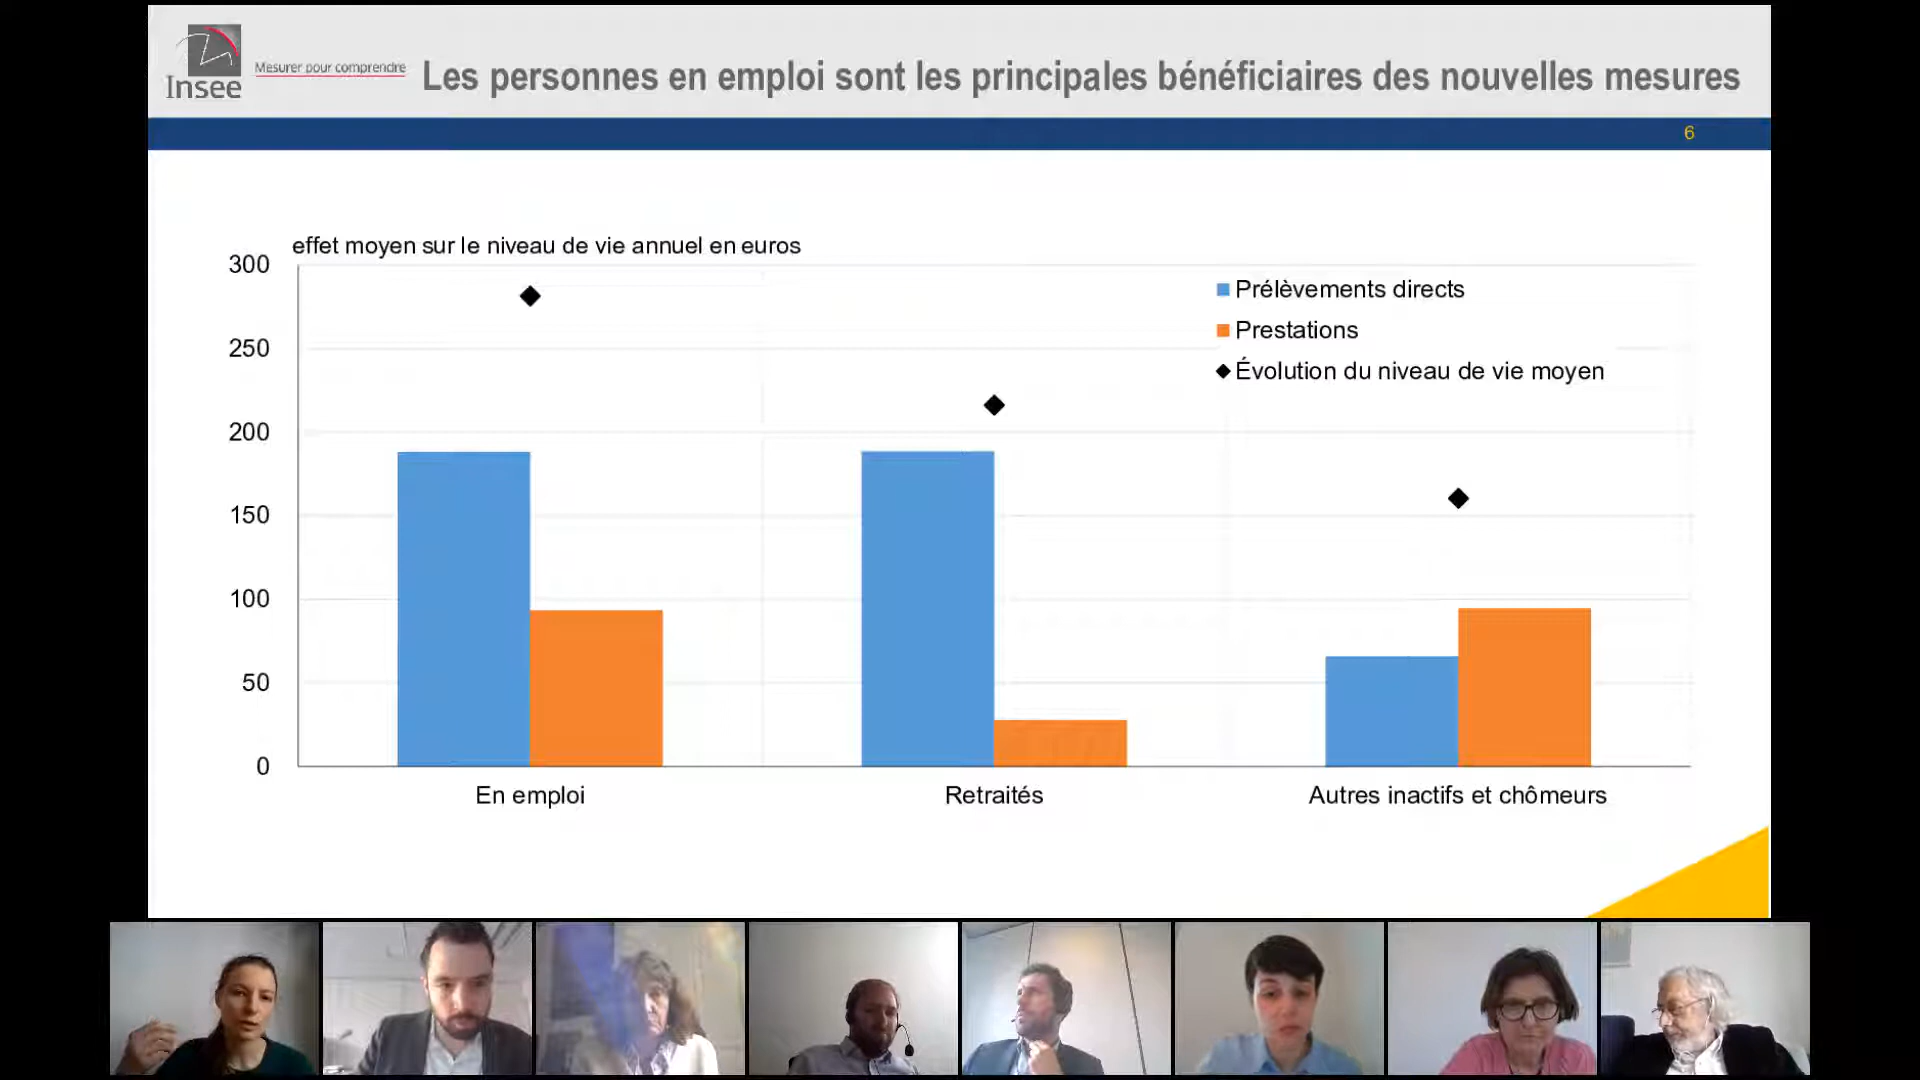 Insee
Mesurer pour comprendre
Les personnes en emploi sont les principales bénéficiaires des nouvelles mesures
6
effet moyen sur le niveau de vie annuel en euros
300
250
200
150
100
50
0
Prélèvements directs
Prestations
Évolution du niveau de vie moyen
En emploi
Retraités
Autres inactifs et chômeurs